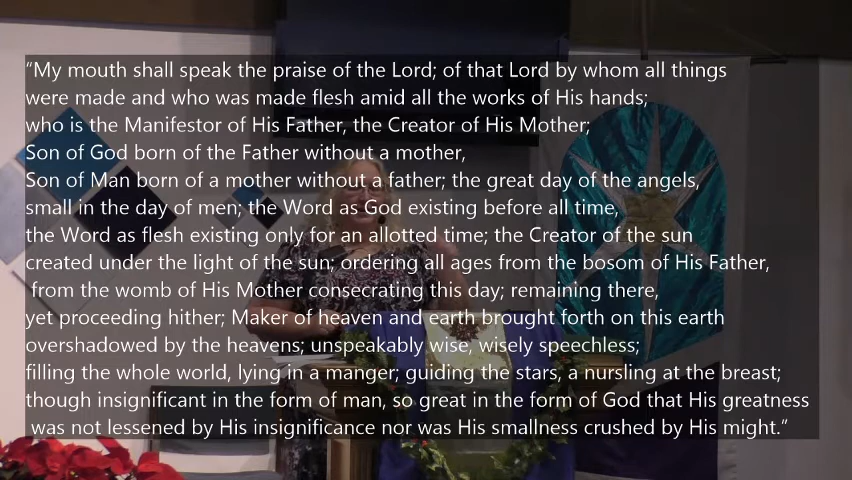 “My mouth shall speak the praise of the Lord; of that Lord by whom all things
were made and who was made flesh amid all the works of His hands;
who is the Manifestor of His Father, the Creator of His Mother;
Son of God born of the Father without a mother,
Son of Man born of a mother without a father; the great day of the angels,
small in the day of men; the Word as God existing before all time,
the Word as flesh existing only for an allotted time; the Creator of the sun
created under the light of the sun; ordering all ages from the bosom of His Father,
from the womb of His Mother consecrating this day; remaining there,
yet proceeding hither; Maker of heaven and earth brought forth on this earth
overshadowed by the heavens; unspeakably wise, wisely speechless;
filling the whole world, lying in a manger; guiding the stars, a nursling at the breast;
though insignificant in the form of man, so great in the form of God that His greatness
was not lessened by His insignificance nor was His smallness crushed by His might.”